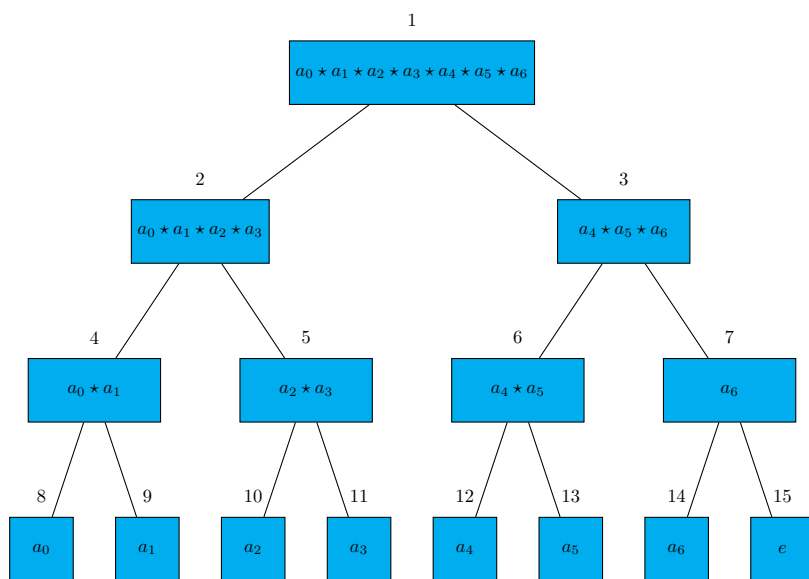 1
a₀ ⋆ a₁ ⋆ a₂ ⋆ a₃ ⋆ a₄ ⋆ a₅ ⋆ a₆
2 3
a₀ ⋆ a₁ ⋆ a₂ ⋆ a₃ a₄ ⋆ a₅ ⋆ a₆
4 5 6 7
a₀ ⋆ a₁ a₂ ⋆ a₃ a₄ ⋆ a₅ a₆
8 9 10 11 12 13 14 15
a₀ a₁ a₂ a₃ a₄ a₅ a₆ e